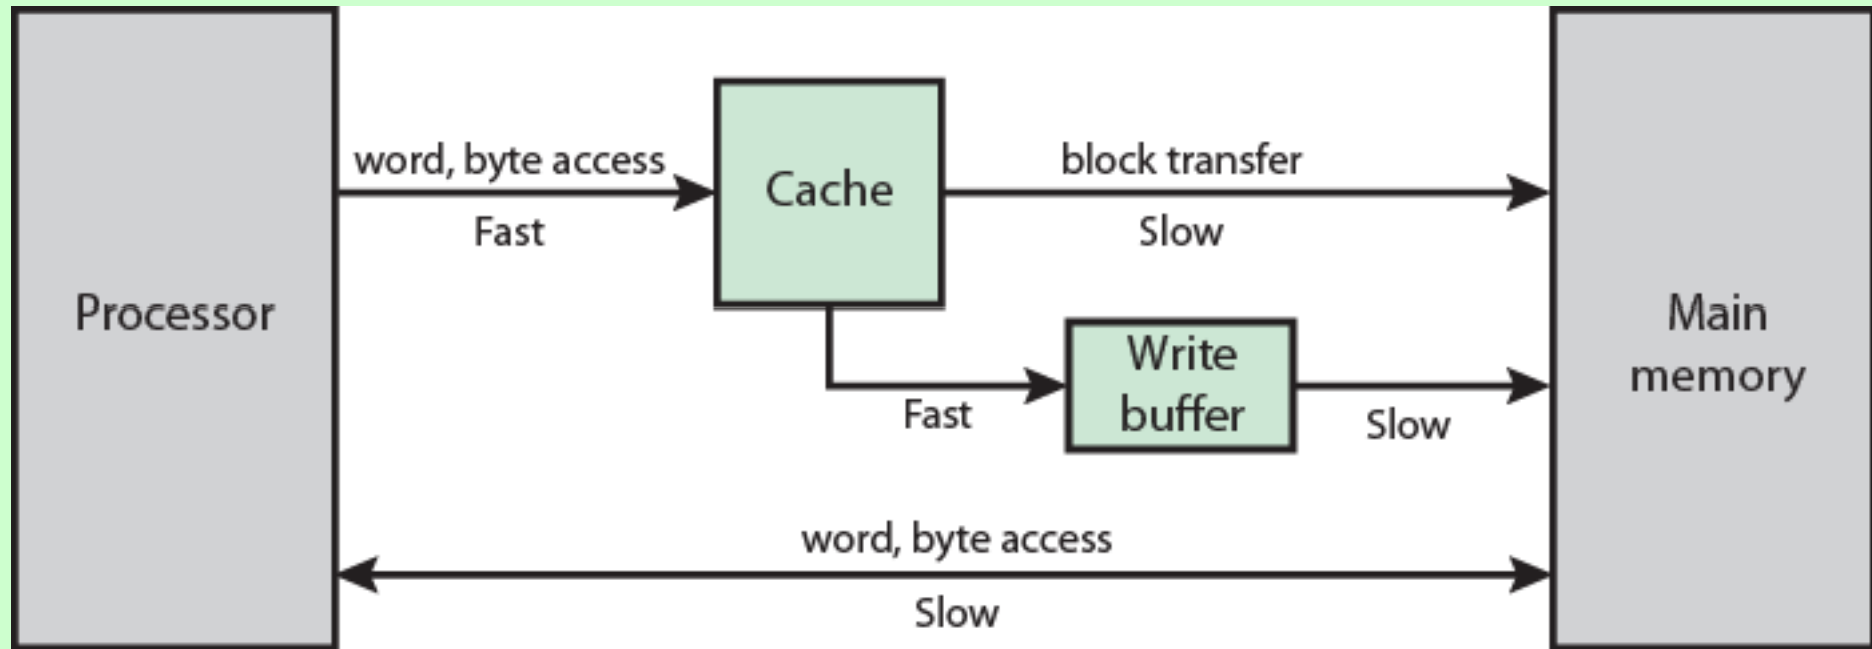 Processor
word, byte access
Fast
Cache
block transfer
Slow
Fast
Write
buffer
Slow
word, byte access
Slow
Main
memory